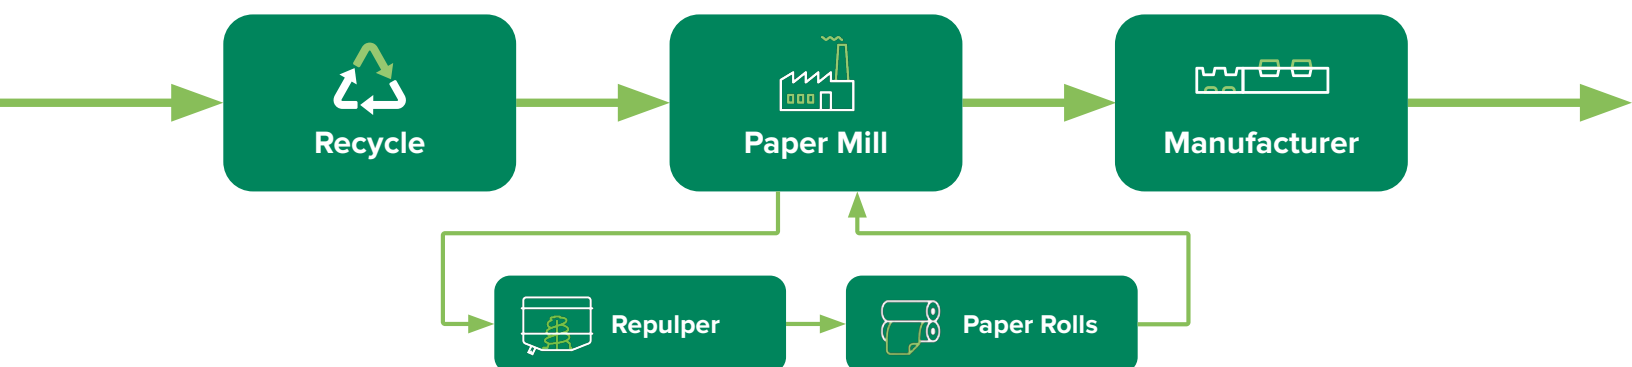 Recycle
Paper Mill
Manufacturer
Repulper
Paper Rolls